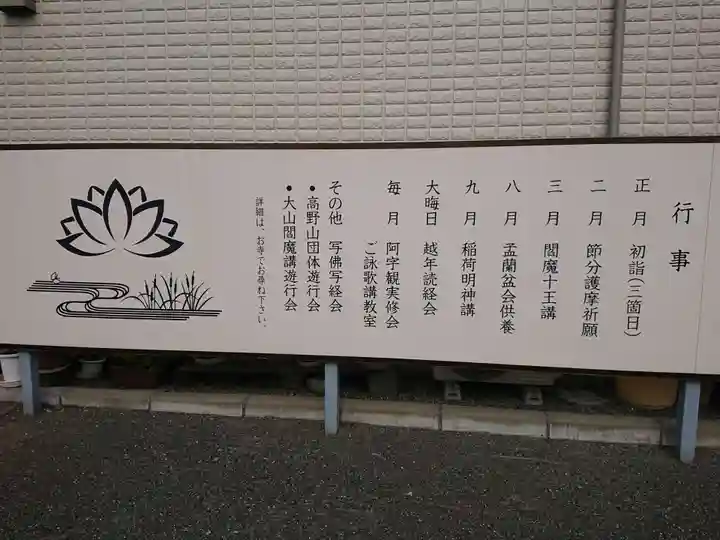 行事
正月 初詣(三箇日)
二月 節分護摩祈願
三月 閻魔十王講
八月 盂蘭盆会供養
九月 稲荷明神講
大晦日 越年読経会
毎月 阿字観実修会
ご詠歌講教室
その他 写佛写経会
•高野山団体遊行会
•大山閻魔講遊行会
詳細は、お寺でお尋ね下さい。